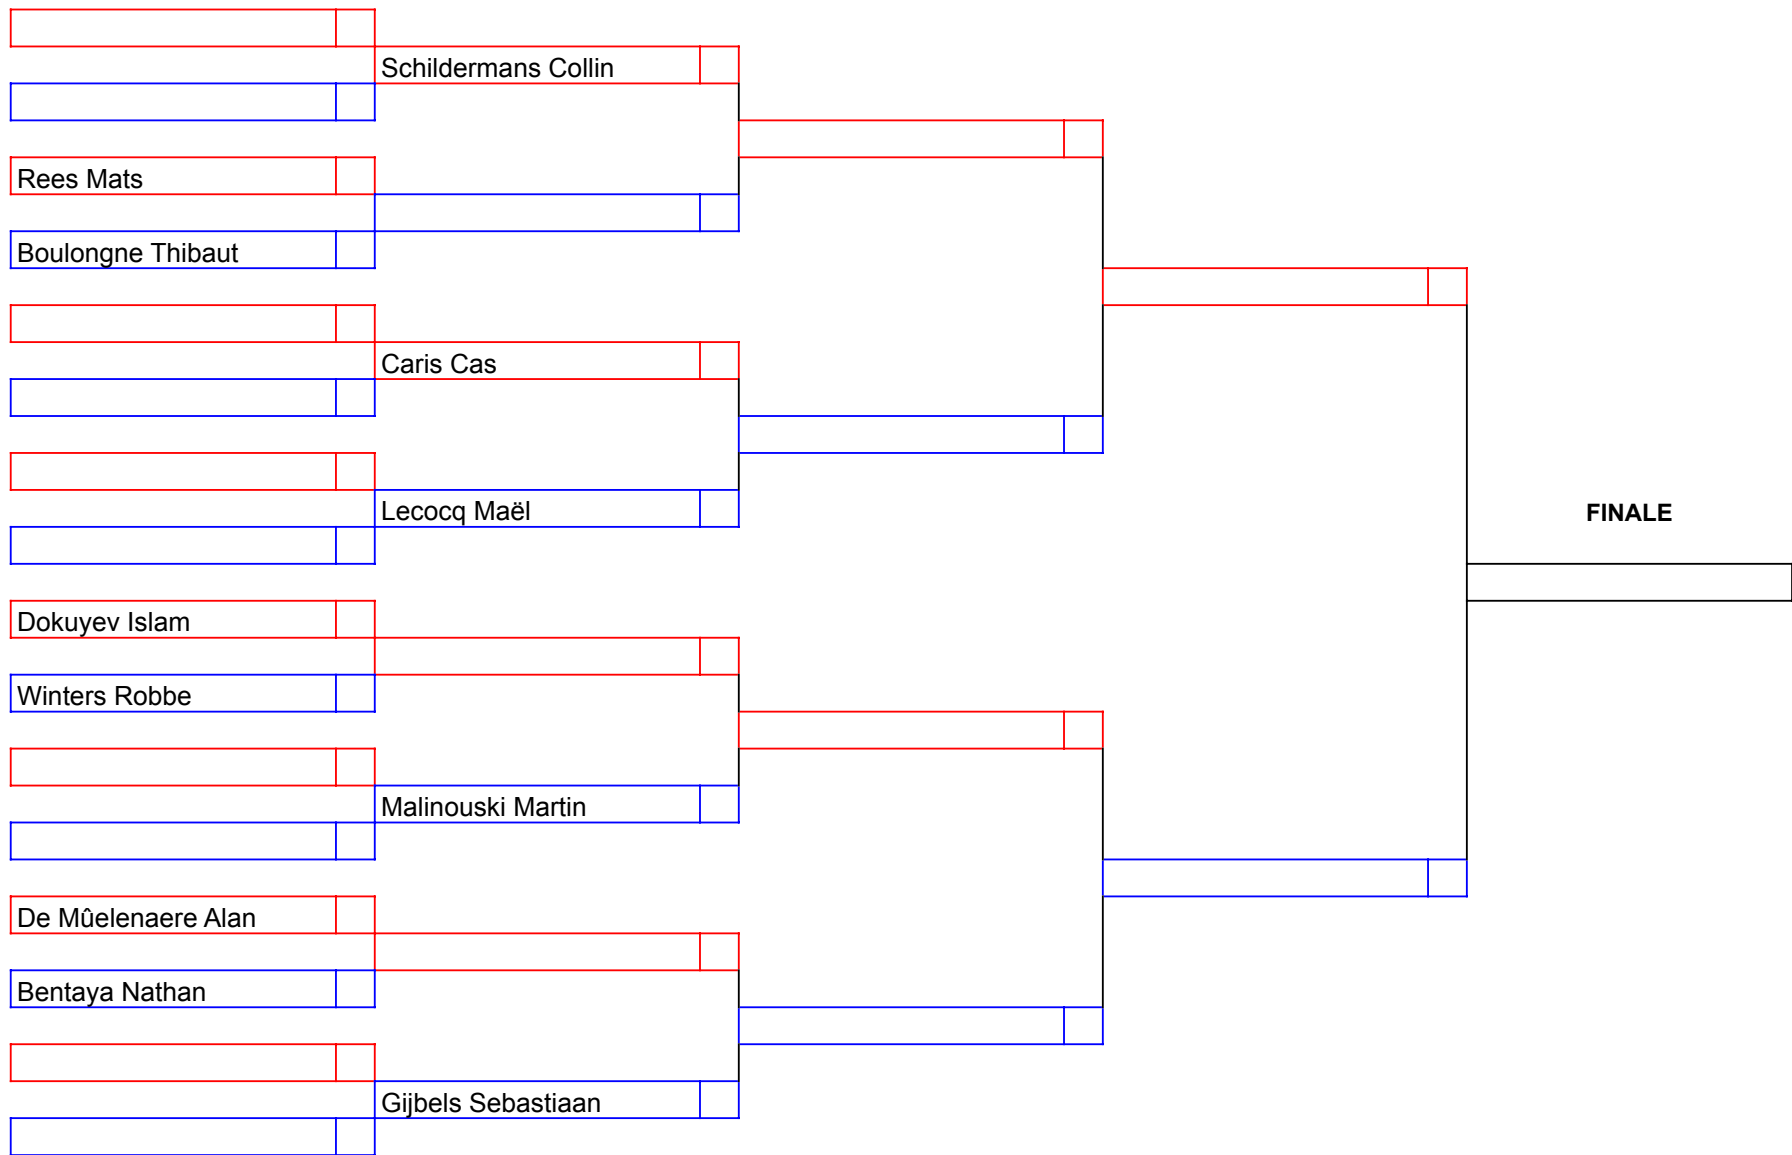 Schildermans Collin
Rees Mats
Boulongne Thibaut
Caris Cas
Lecocq Maël
FINALE
Dokuyev Islam
Winters Robbe
Malinouski Martin
De Mûelenaere Alan
Bentaya Nathan
Gijbels Sebastiaan